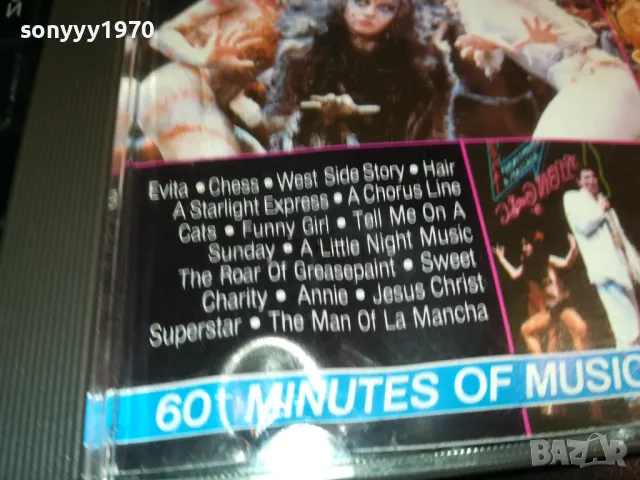 sonyyy1970
Evita • Chess • West Side Story • Hair
A Starlight Express • A Chorus Line
Cats • Funny Girl • Tell Me On A
Sunday • A Little Night Music
The Roar Of Greasepaint • Sweet
Charity • Annie • Jesus Christ
Superstar • The Man Of La Mancha
60 MINUTES OF MUSIC
BAZAR